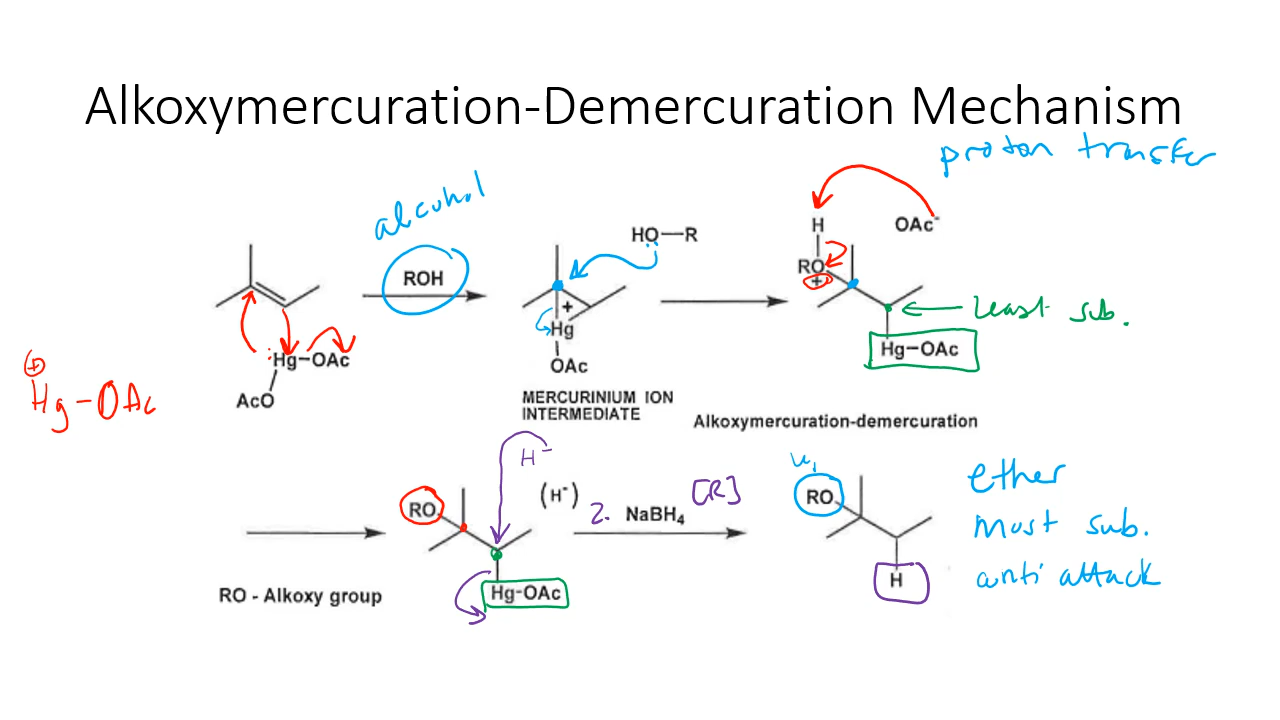 Alkoxymercuration-Demercuration Mechanism
proton transfer
alcohol
ROH
HO-R
H
OAc-
RO
+
least sub.
+
Hg
OAc
:Hg-OAc
AcO
+
Hg-OAc
Hg-OAc
MERCURINIUM ION
INTERMEDIATE
Alkoxymercuration-demercuration
H-
(H-)
RO
2. NaBH4
[R]
RO
ether
most sub.
anti attack
Hg-OAc
H
RO - Alkoxy group